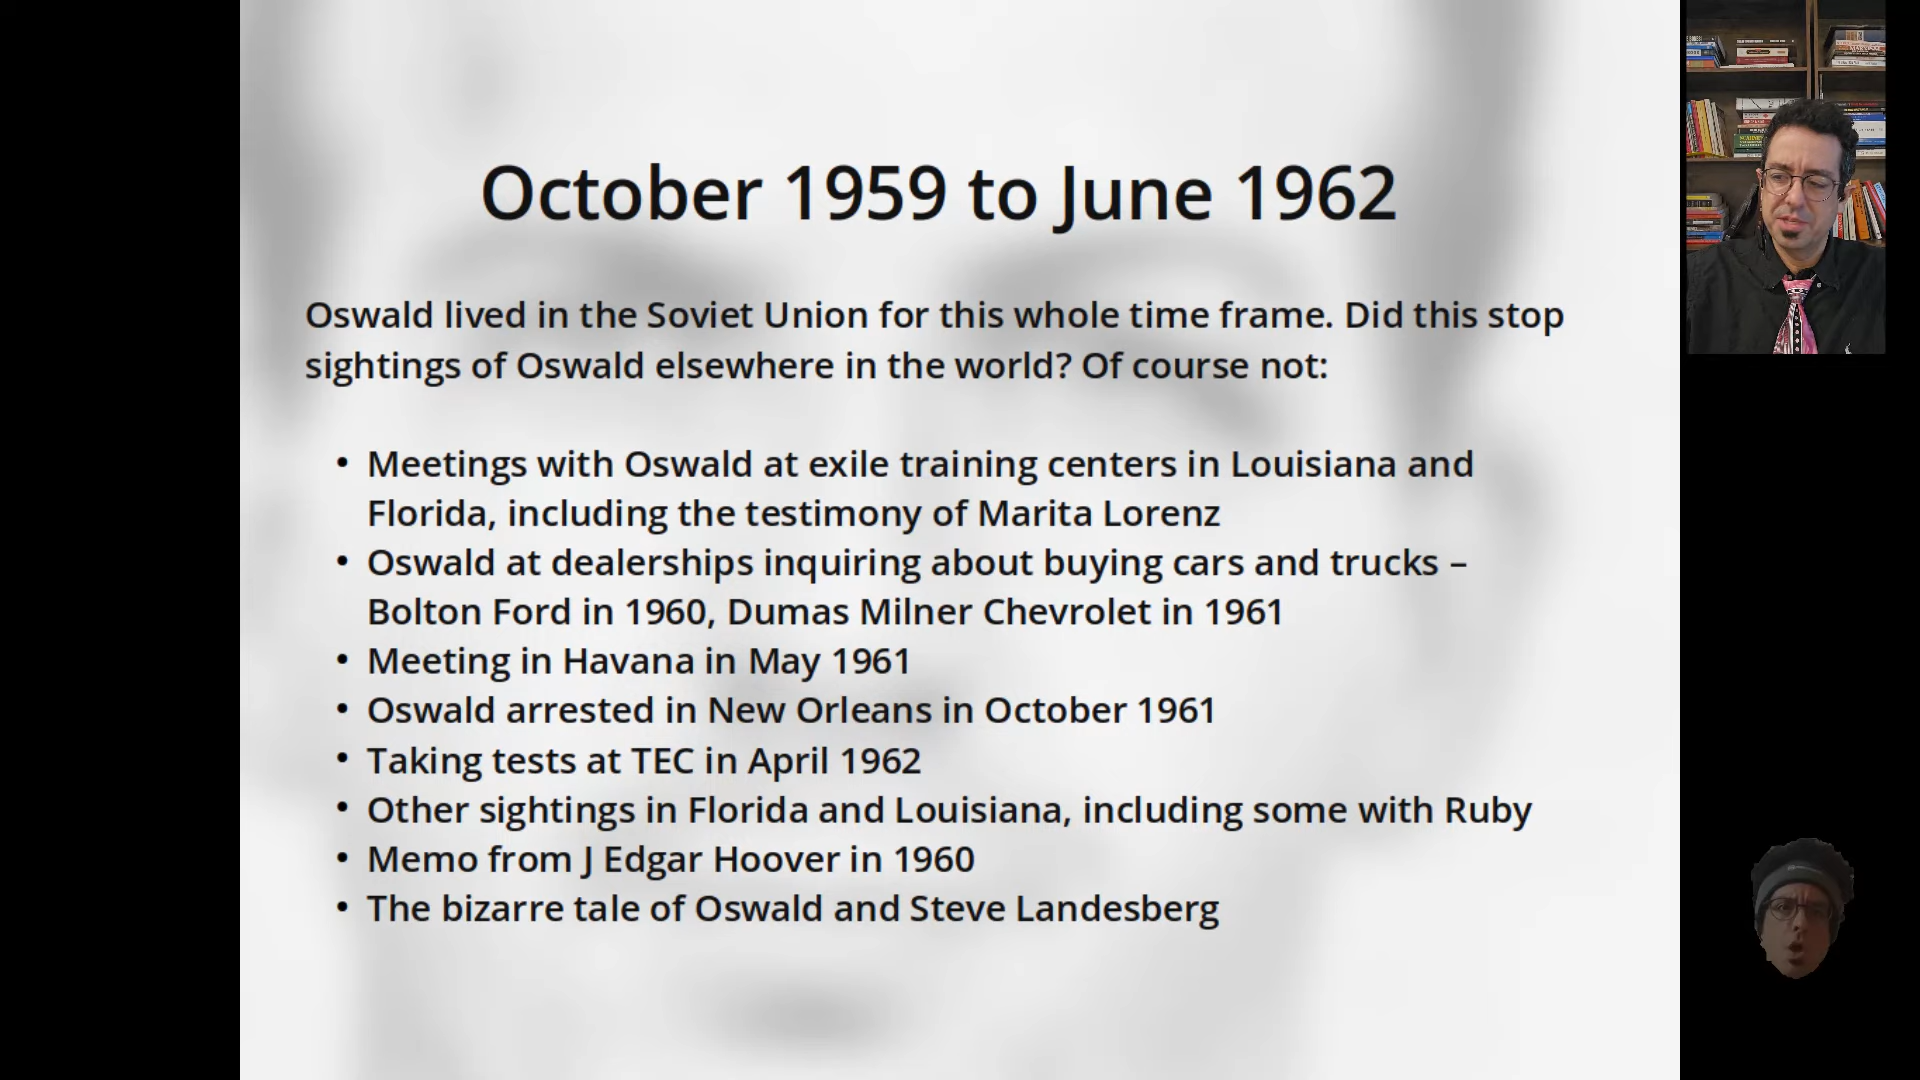 October 1959 to June 1962
Oswald lived in the Soviet Union for this whole time frame. Did this stop
sightings of Oswald elsewhere in the world? Of course not:
• Meetings with Oswald at exile training centers in Louisiana and
Florida, including the testimony of Marita Lorenz
• Oswald at dealerships inquiring about buying cars and trucks –
Bolton Ford in 1960, Dumas Milner Chevrolet in 1961
• Meeting in Havana in May 1961
• Oswald arrested in New Orleans in October 1961
• Taking tests at TEC in April 1962
• Other sightings in Florida and Louisiana, including some with Ruby
• Memo from J Edgar Hoover in 1960
• The bizarre tale of Oswald and Steve Landesberg